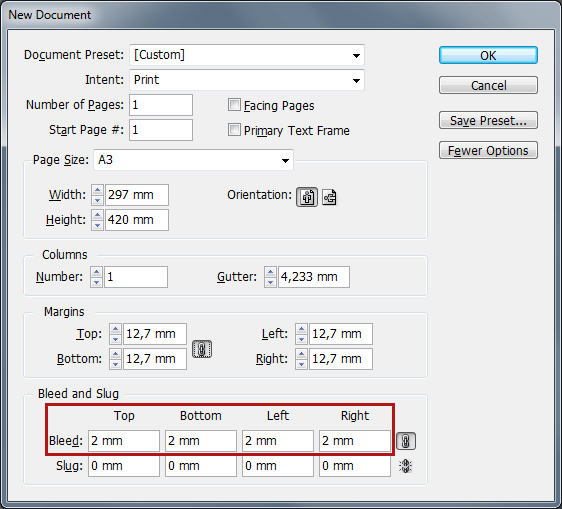 New Document
Document Preset: [Custom] OK
Intent: Print Cancel
Number of Pages: 1 Facing Pages Save Preset...
Start Page #: 1 Primary Text Frame
Fewer Options
Page Size: A3
Width: 297 mm Orientation:
Height: 420 mm
Columns
Number: 1 Gutter: 4,233 mm
Margins
Top: 12,7 mm Left: 12,7 mm
Bottom: 12,7 mm Right: 12,7 mm
Bleed and Slug
Top Bottom Left Right
Bleed: 2 mm 2 mm 2 mm 2 mm
Slug: 0 mm 0 mm 0 mm 0 mm